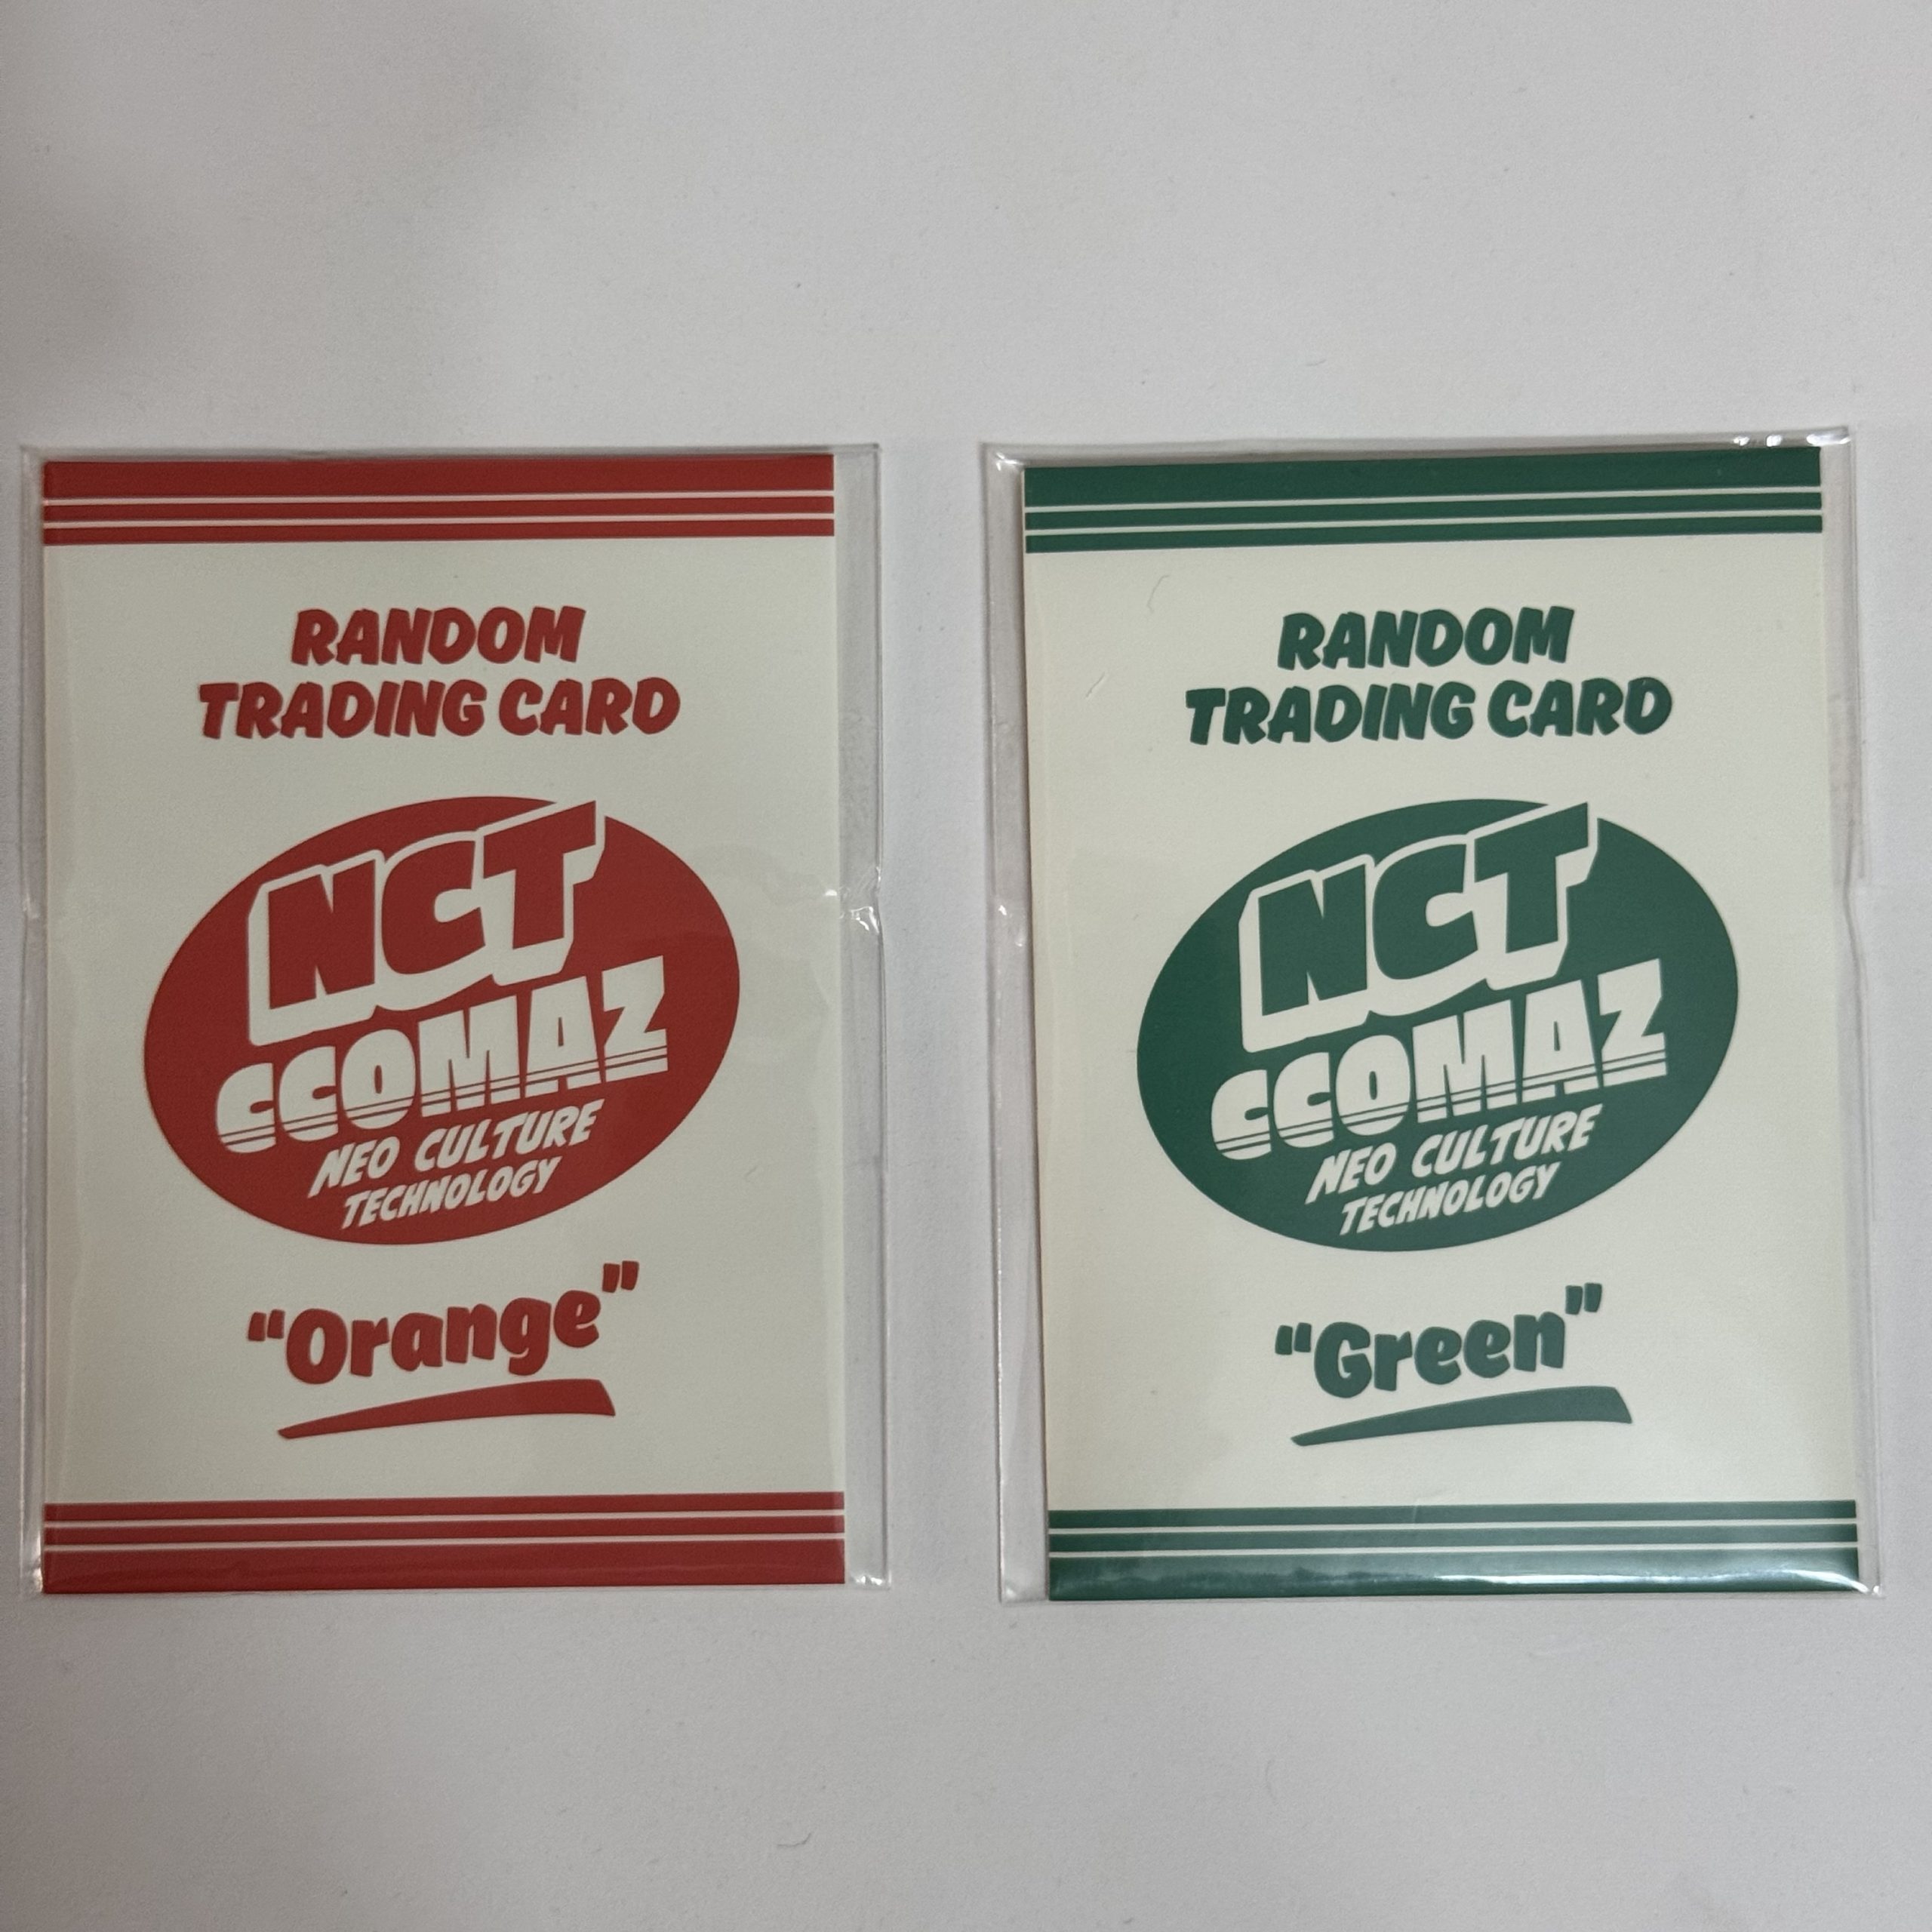 RANDOM
TRADING CARD
NCT
CCOMAZ
NEO CULTURE
TECHNOLOGY
"Orange"
RANDOM
TRADING CARD
NCT
CCOMAZ
NEO CULTURE
TECHNOLOGY
"Green"